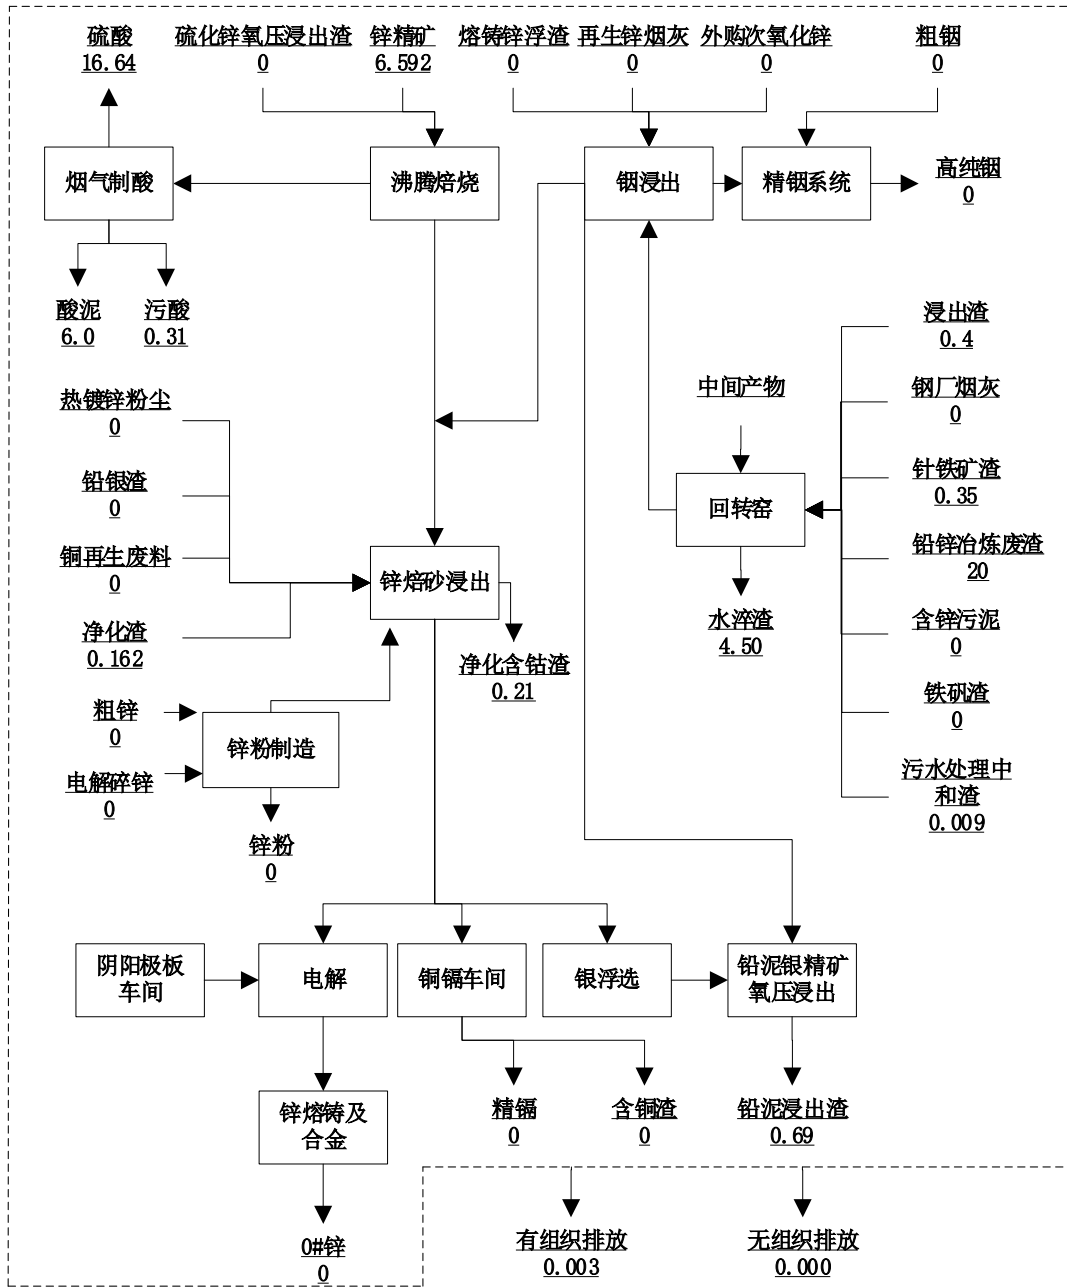 硫酸
16.64
硫化锌氧压浸出渣
0
锌精矿
6.592
熔铸锌浮渣
0
再生锌烟灰
0
外购次氧化锌
0
粗铟
0
烟气制酸
沸腾焙烧
铟浸出
精铟系统
高纯铟
0
酸泥
6.0
污酸
0.31
浸出渣
0.4
中间产物
钢厂烟灰
0
热镀锌粉尘
0
铅银渣
0
针铁矿渣
0.35
回转窑
铜再生废料
0
锌焙砂浸出
铅锌冶炼废渣
20
净化渣
0.162
水淬渣
4.50
含锌污泥
0
净化含钴渣
0.21
粗锌
0
锌粉制造
铁矾渣
0
电解碎锌
0
污水处理中
和渣
0.009
锌粉
0
阴阳极板
车间
电解
铜镉车间
银浮选
铅泥银精矿
氧压浸出
锌熔铸及
合金
精镉
0
含铜渣
0
铅泥浸出渣
0.69
0#锌
0
有组织排放
0.003
无组织排放
0.000